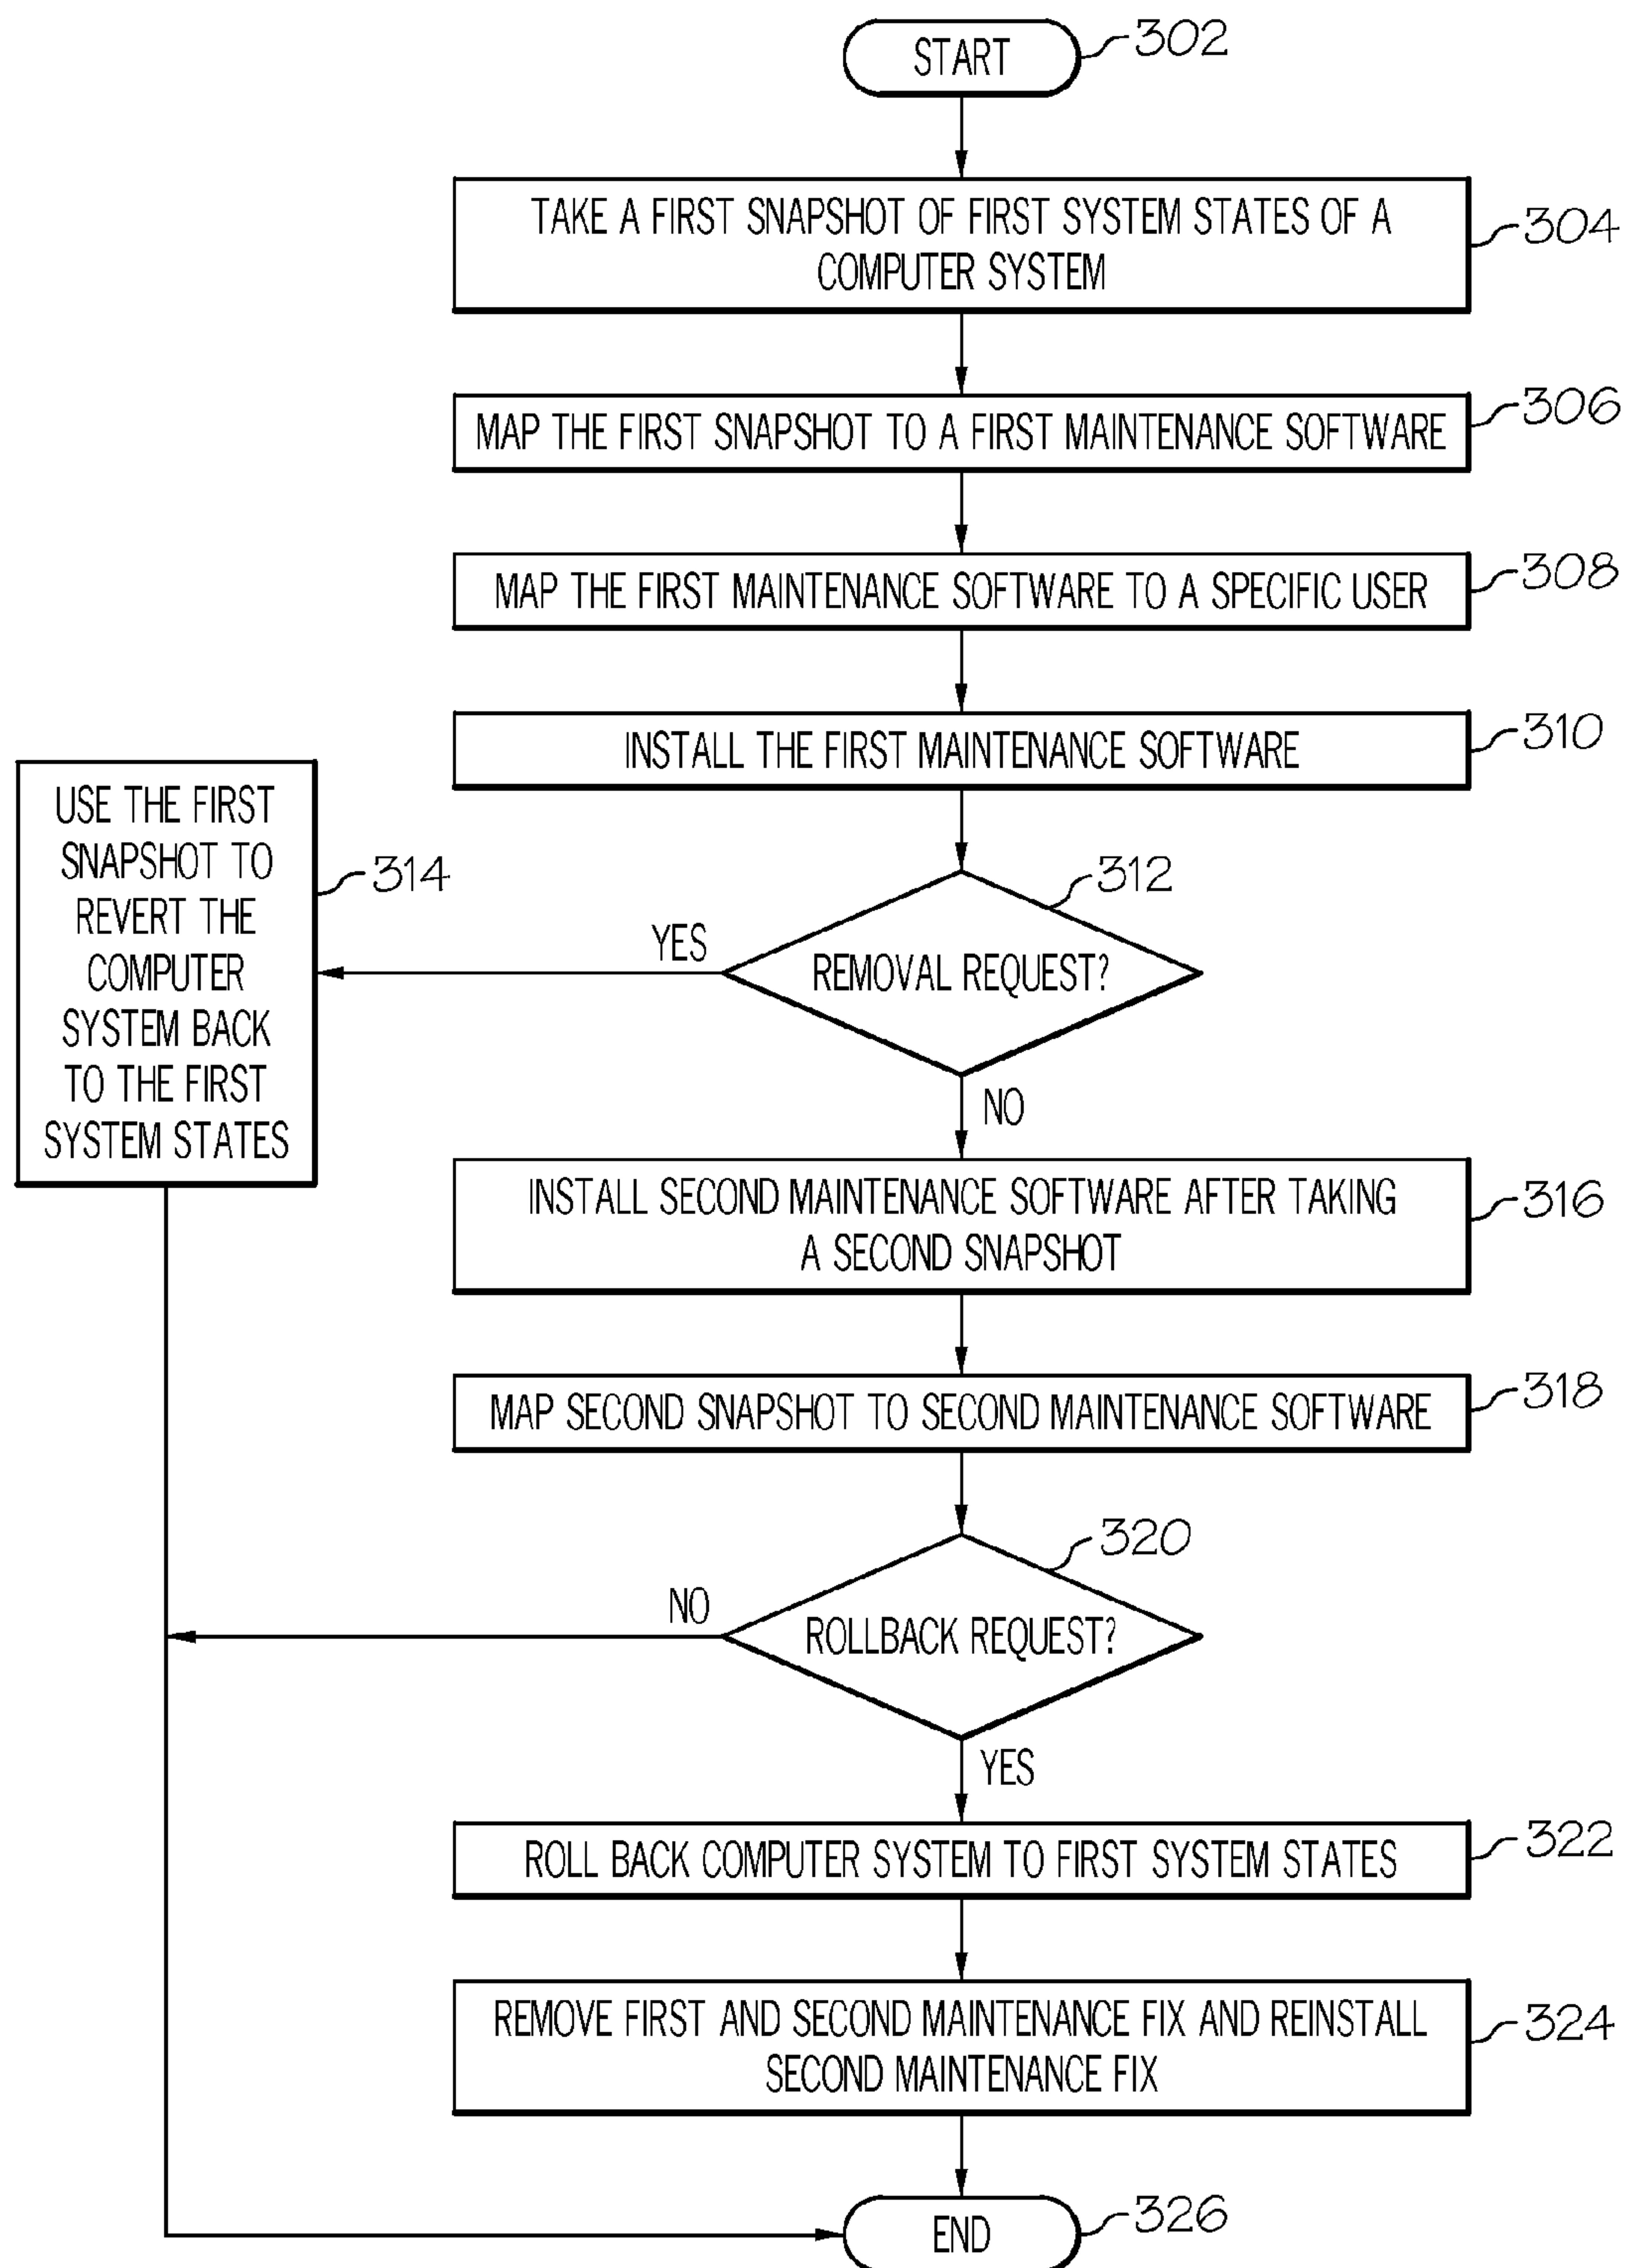 START
302
TAKE A FIRST SNAPSHOT OF FIRST SYSTEM STATES OF A
COMPUTER SYSTEM
304
MAP THE FIRST SNAPSHOT TO A FIRST MAINTENANCE SOFTWARE
306
MAP THE FIRST MAINTENANCE SOFTWARE TO A SPECIFIC USER
308
INSTALL THE FIRST MAINTENANCE SOFTWARE
310
REMOVAL REQUEST?
312
YES
USE THE FIRST
SNAPSHOT TO
REVERT THE
COMPUTER
SYSTEM BACK
TO THE FIRST
SYSTEM STATES
314
NO
INSTALL SECOND MAINTENANCE SOFTWARE AFTER TAKING
A SECOND SNAPSHOT
316
MAP SECOND SNAPSHOT TO SECOND MAINTENANCE SOFTWARE
318
ROLLBACK REQUEST?
320
NO
YES
ROLL BACK COMPUTER SYSTEM TO FIRST SYSTEM STATES
322
REMOVE FIRST AND SECOND MAINTENANCE FIX AND REINSTALL
SECOND MAINTENANCE FIX
324
END
326